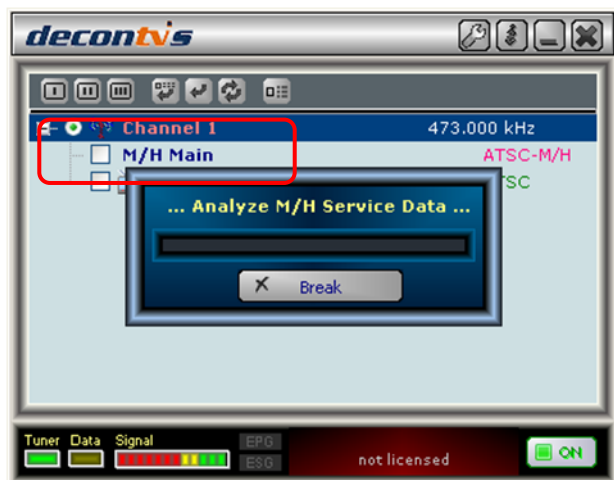 decontvis
Channel 1 473.000 kHz
M/H Main ATSC-M/H
TSC
... Analyze M/H Service Data ...
Break
Tuner Data Signal EPG
ESG
not licensed
ON